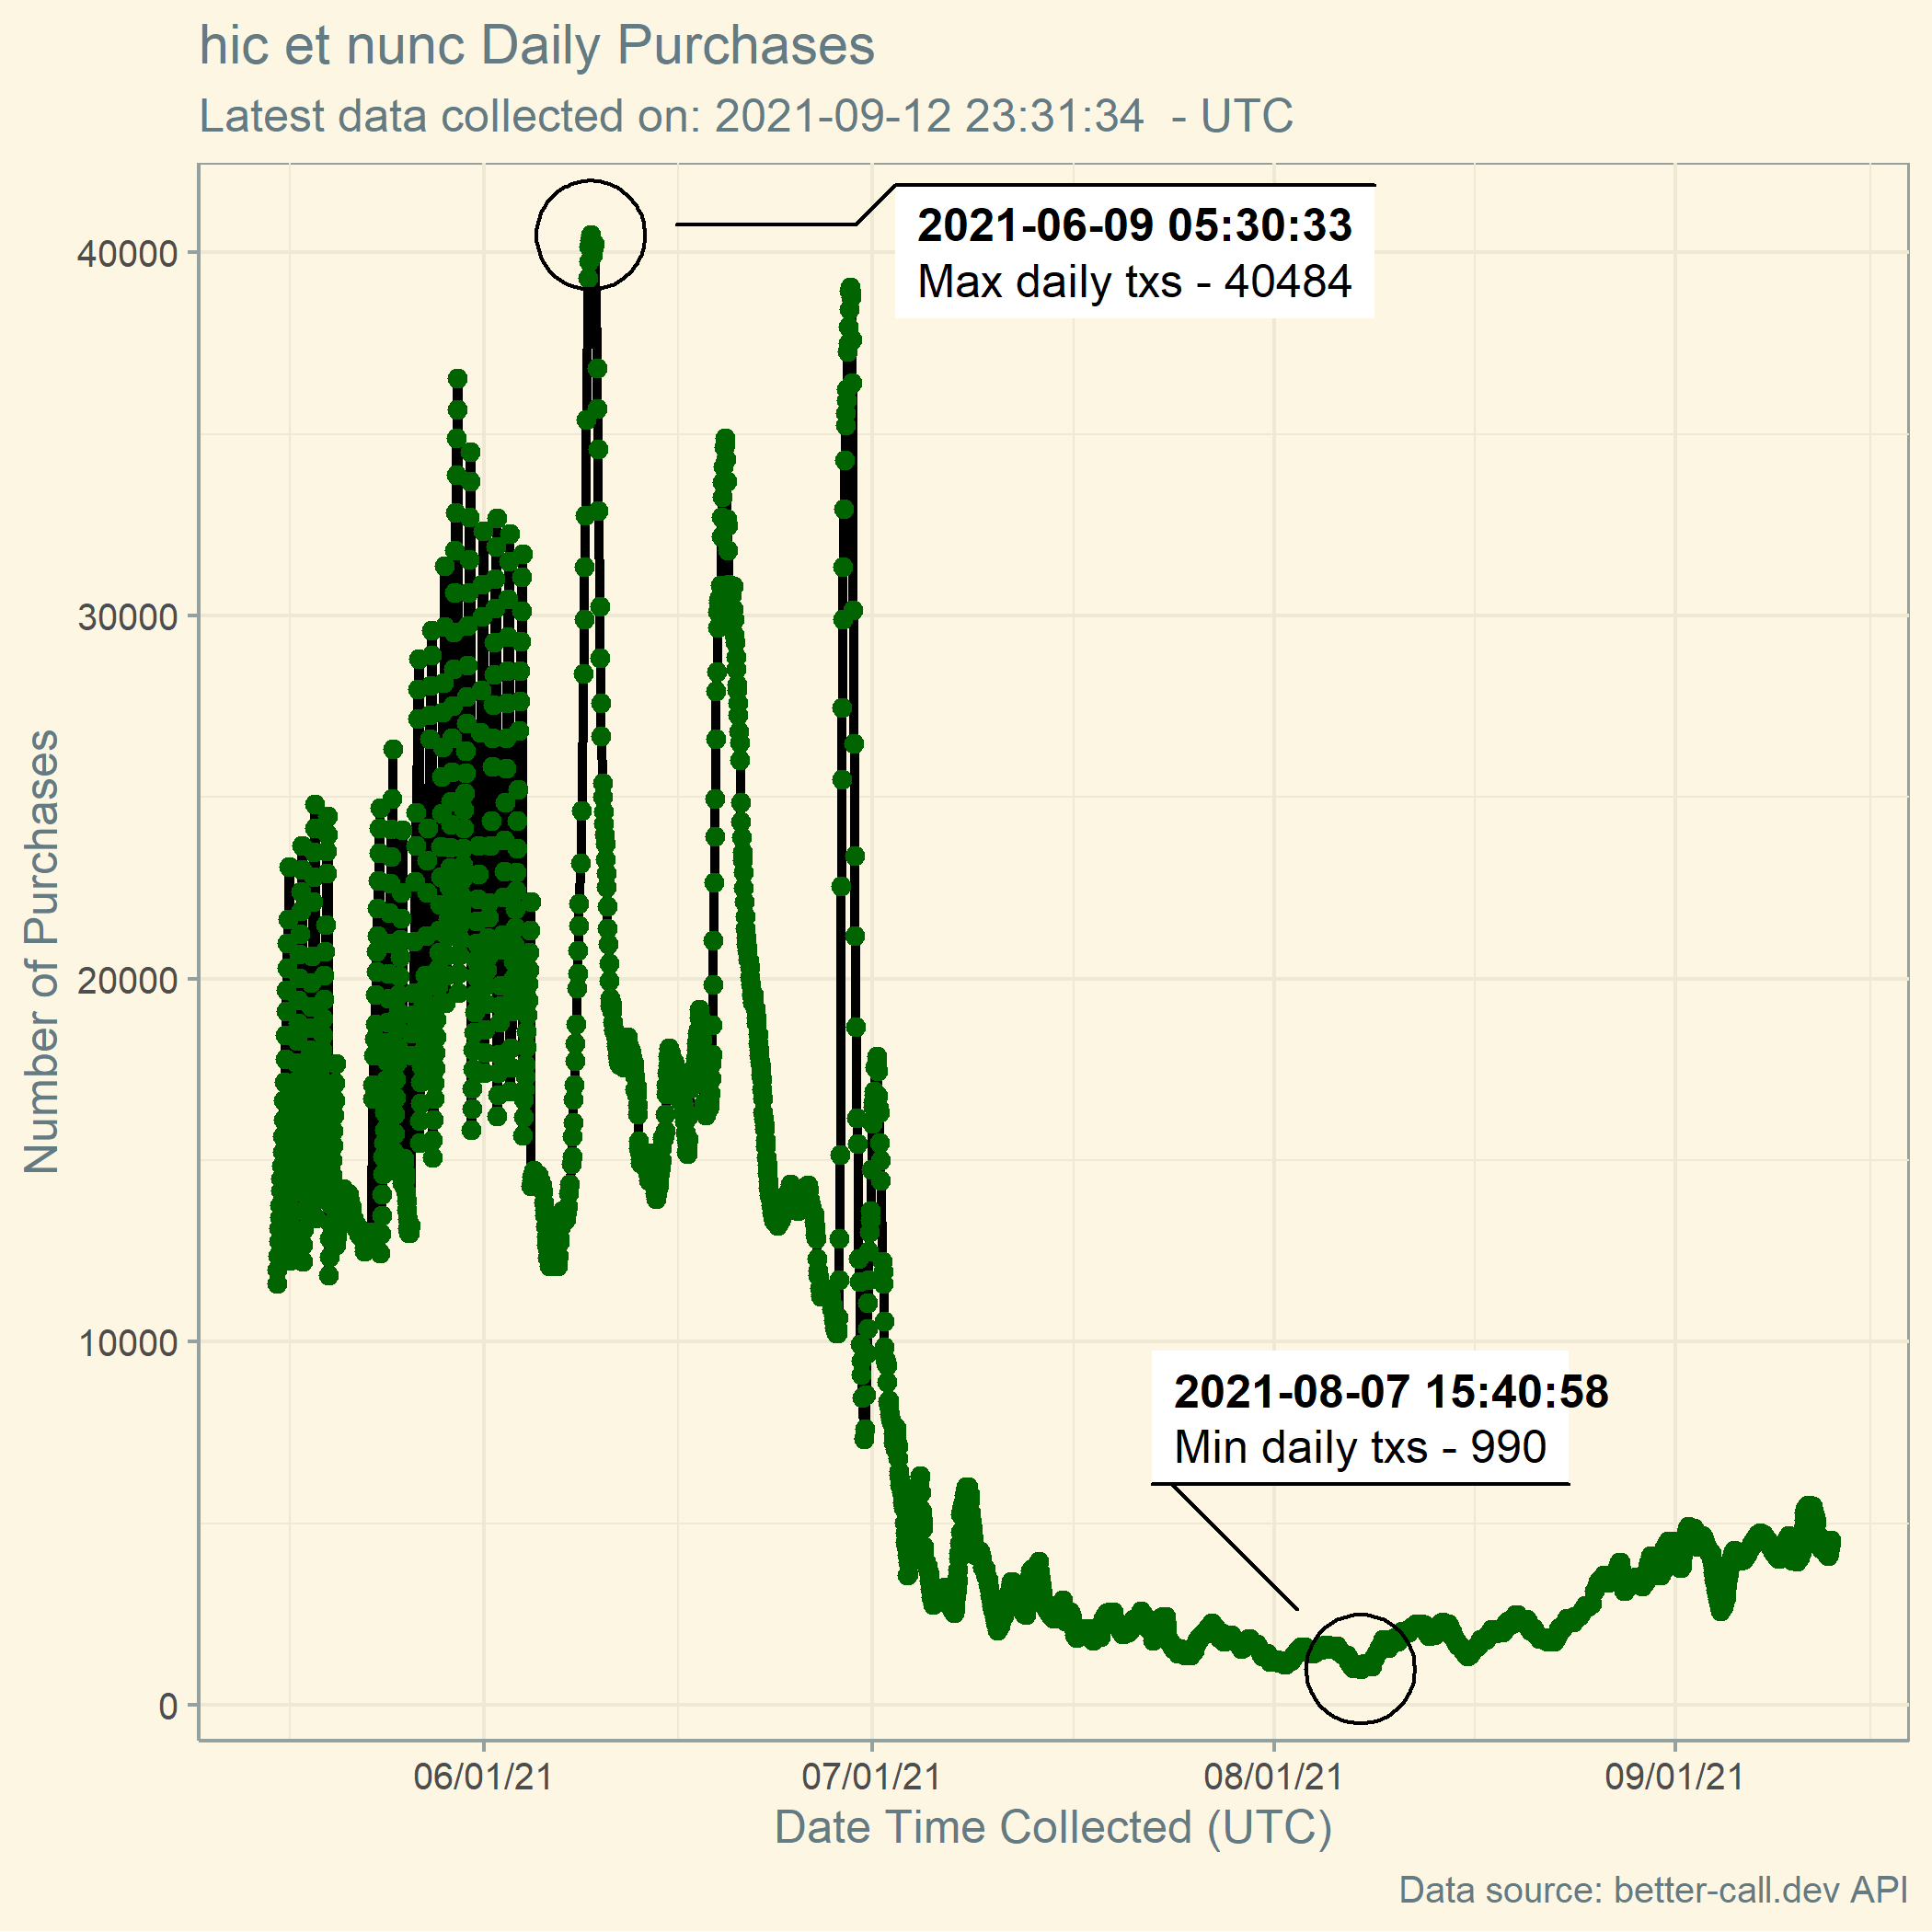 hic et nunc Daily Purchases
Latest data collected on: 2021-09-12 23:31:34  - UTC
2021-06-09 05:30:33
Max daily txs - 40484
40000
30000
20000
10000
0
Number of Purchases
2021-08-07 15:40:58
Min daily txs - 990
06/01/21 07/01/21 08/01/21 09/01/21
Date Time Collected (UTC)
Data source: better-call.dev API